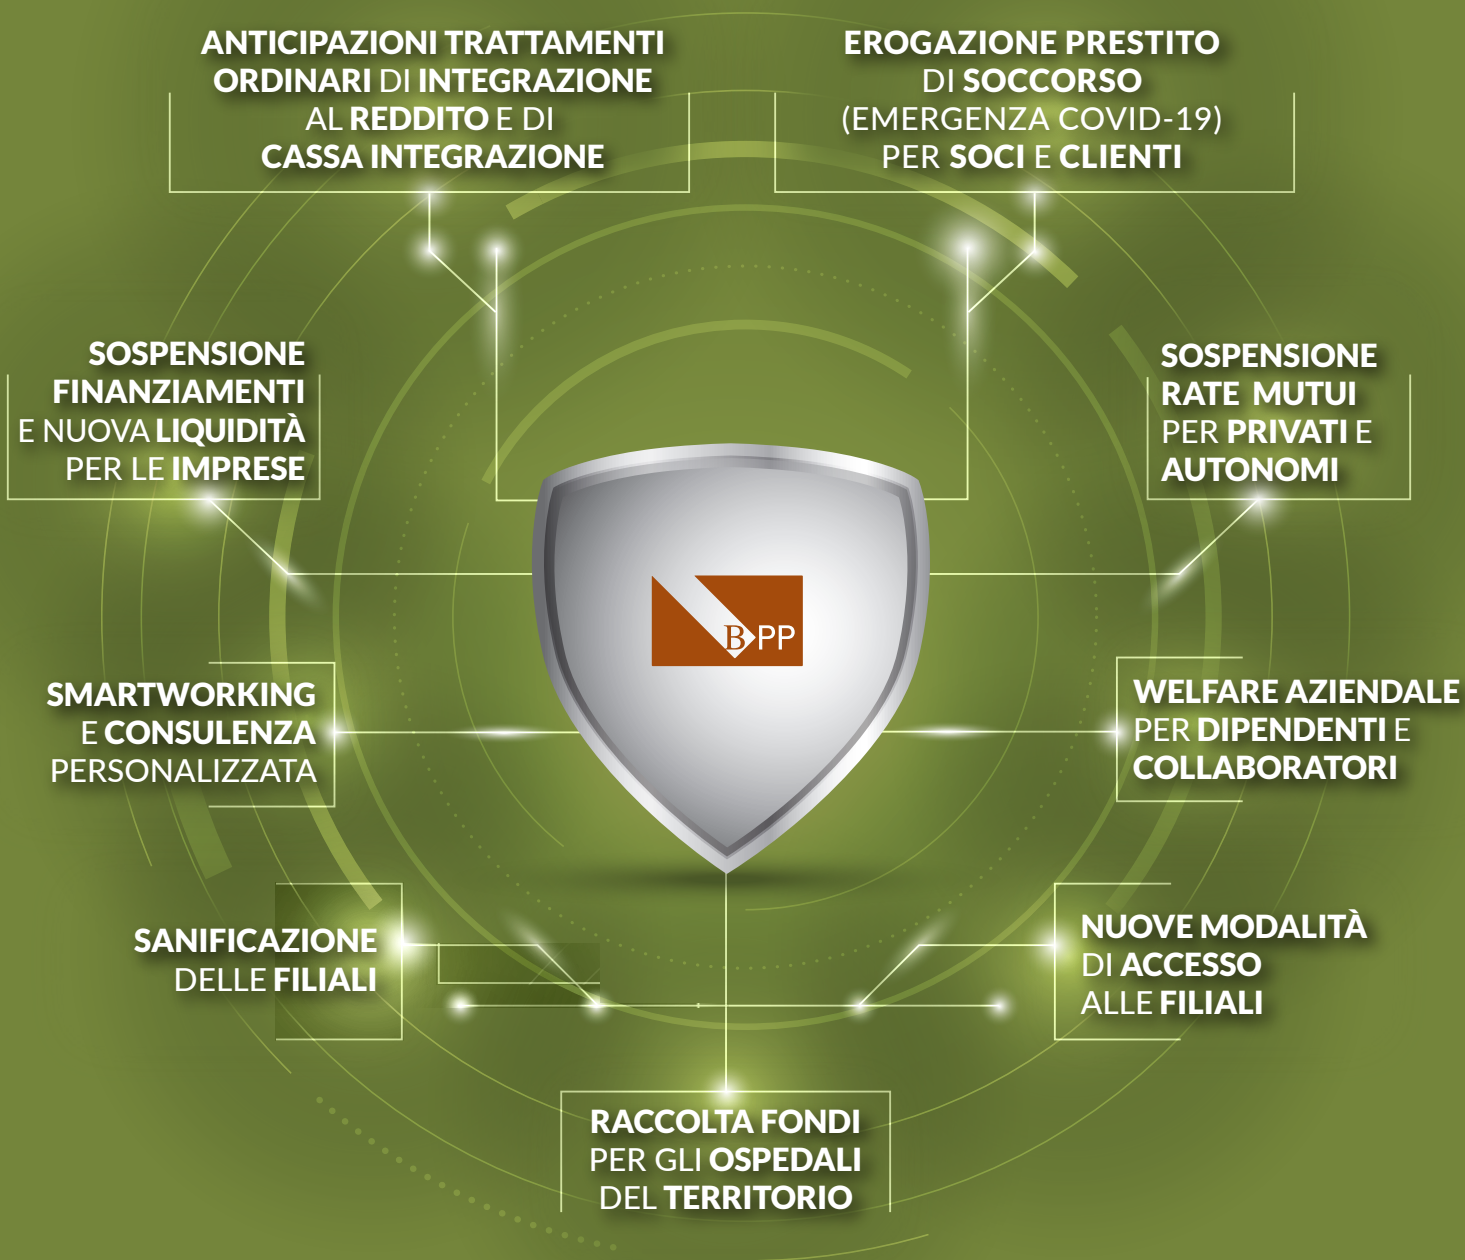 ANTICIPAZIONI TRATTAMENTI
ORDINARI DI INTEGRAZIONE
AL REDDITO E DI
CASSA INTEGRAZIONE
EROGAZIONE PRESTITO
DI SOCCORSO
(EMERGENZA COVID-19)
PER SOCI E CLIENTI
SOSPENSIONE
FINANZIAMENTI
E NUOVA LIQUIDITÀ
PER LE IMPRESE
SOSPENSIONE
RATE MUTUI
PER PRIVATI E
AUTONOMI
B PP
SMARTWORKING
E CONSULENZA
PERSONALIZZATA
WELFARE AZIENDALE
PER DIPENDENTI E
COLLABORATORI
SANIFICAZIONE
DELLE FILIALI
NUOVE MODALITÀ
DI ACCESSO
ALLE FILIALI
RACCOLTA FONDI
PER GLI OSPEDALI
DEL TERRITORIO